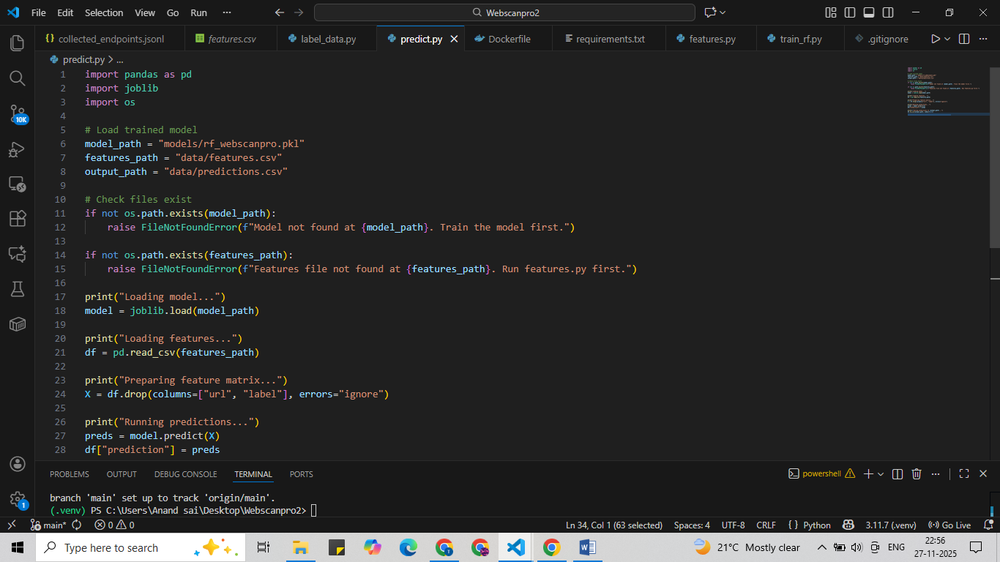 File Edit Selection View Go Run ··· Webscanpro2
collected_endpoints.jsonl features.csv label_data.py predict.py Dockerfile requirements.txt features.py train_rf.py .gitignore
predict.py > ...
1 import pandas as pd
2 import joblib
3 import os
4
5 # Load trained model
6 model_path = "models/rf_webscanpro.pkl"
7 features_path = "data/features.csv"
8 output_path = "data/predictions.csv"
9
10 # Check files exist
11 if not os.path.exists(model_path):
12 raise FileNotFoundError(f"Model not found at {model_path}. Train the model first.")
13
14 if not os.path.exists(features_path):
15 raise FileNotFoundError(f"Features file not found at {features_path}. Run features.py first.")
16
17 print("Loading model...")
18 model = joblib.load(model_path)
19
20 print("Loading features...")
21 df = pd.read_csv(features_path)
22
23 print("Preparing feature matrix...")
24 X = df.drop(columns=["url", "label"], errors="ignore")
25
26 print("Running predictions...")
27 preds = model.predict(X)
28 df["prediction"] = preds
10K
1
PROBLEMS OUTPUT DEBUG CONSOLE TERMINAL PORTS powershell
branch 'main' set up to track 'origin/main'.
(.venv) PS C:\Users\Anand sai\Desktop\Webscanpro2>
main* 0 0 Ln 34, Col 1 (63 selected) Spaces: 4 UTF-8 CRLF { } Python 3.11.7 (.venv) Go Live
Type here to search 21°C Mostly clear ENG 22:56
27-11-2025